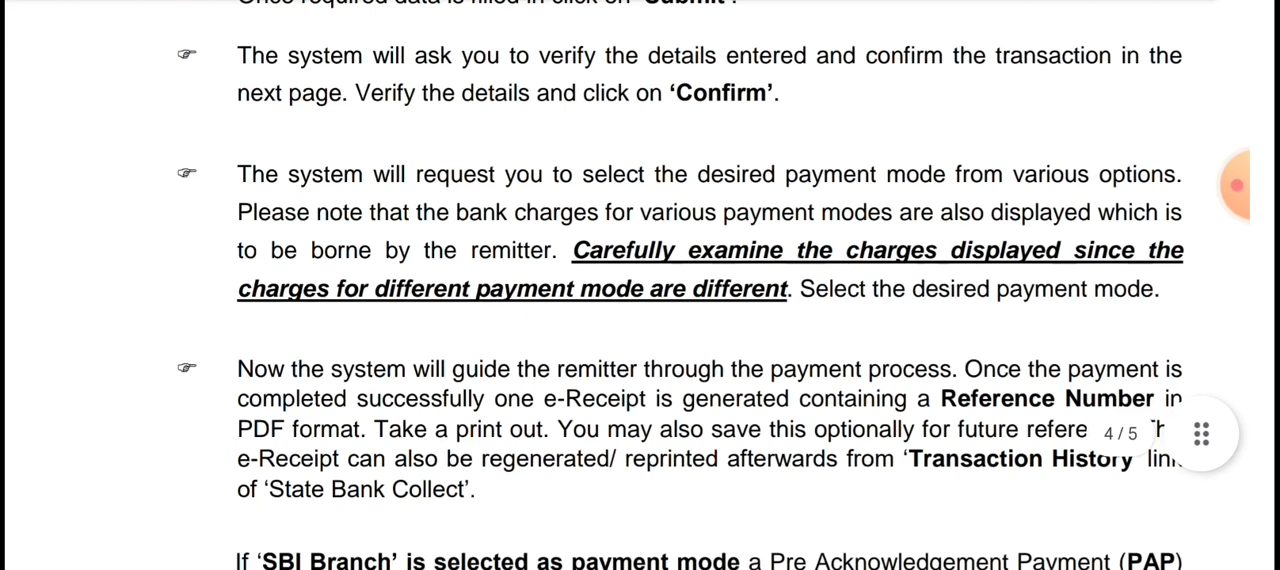 The system will ask you to verify the details entered and confirm the transaction in the
next page. Verify the details and click on ‘Confirm’.
The system will request you to select the desired payment mode from various options.
Please note that the bank charges for various payment modes are also displayed which is
to be borne by the remitter. Carefully examine the charges displayed since the
charges for different payment mode are different. Select the desired payment mode.
Now the system will guide the remitter through the payment process. Once the payment is
completed successfully one e-Receipt is generated containing a Reference Number in
PDF format. Take a print out. You may also save this optionally for future
4 / 5
e-Receipt can also be regenerated/ reprinted afterwards from ‘Transaction History
of ‘State Bank Collect’.
If ‘SBI Branch’ is selected as payment mode a Pre Acknowledgement Payment (PAP)